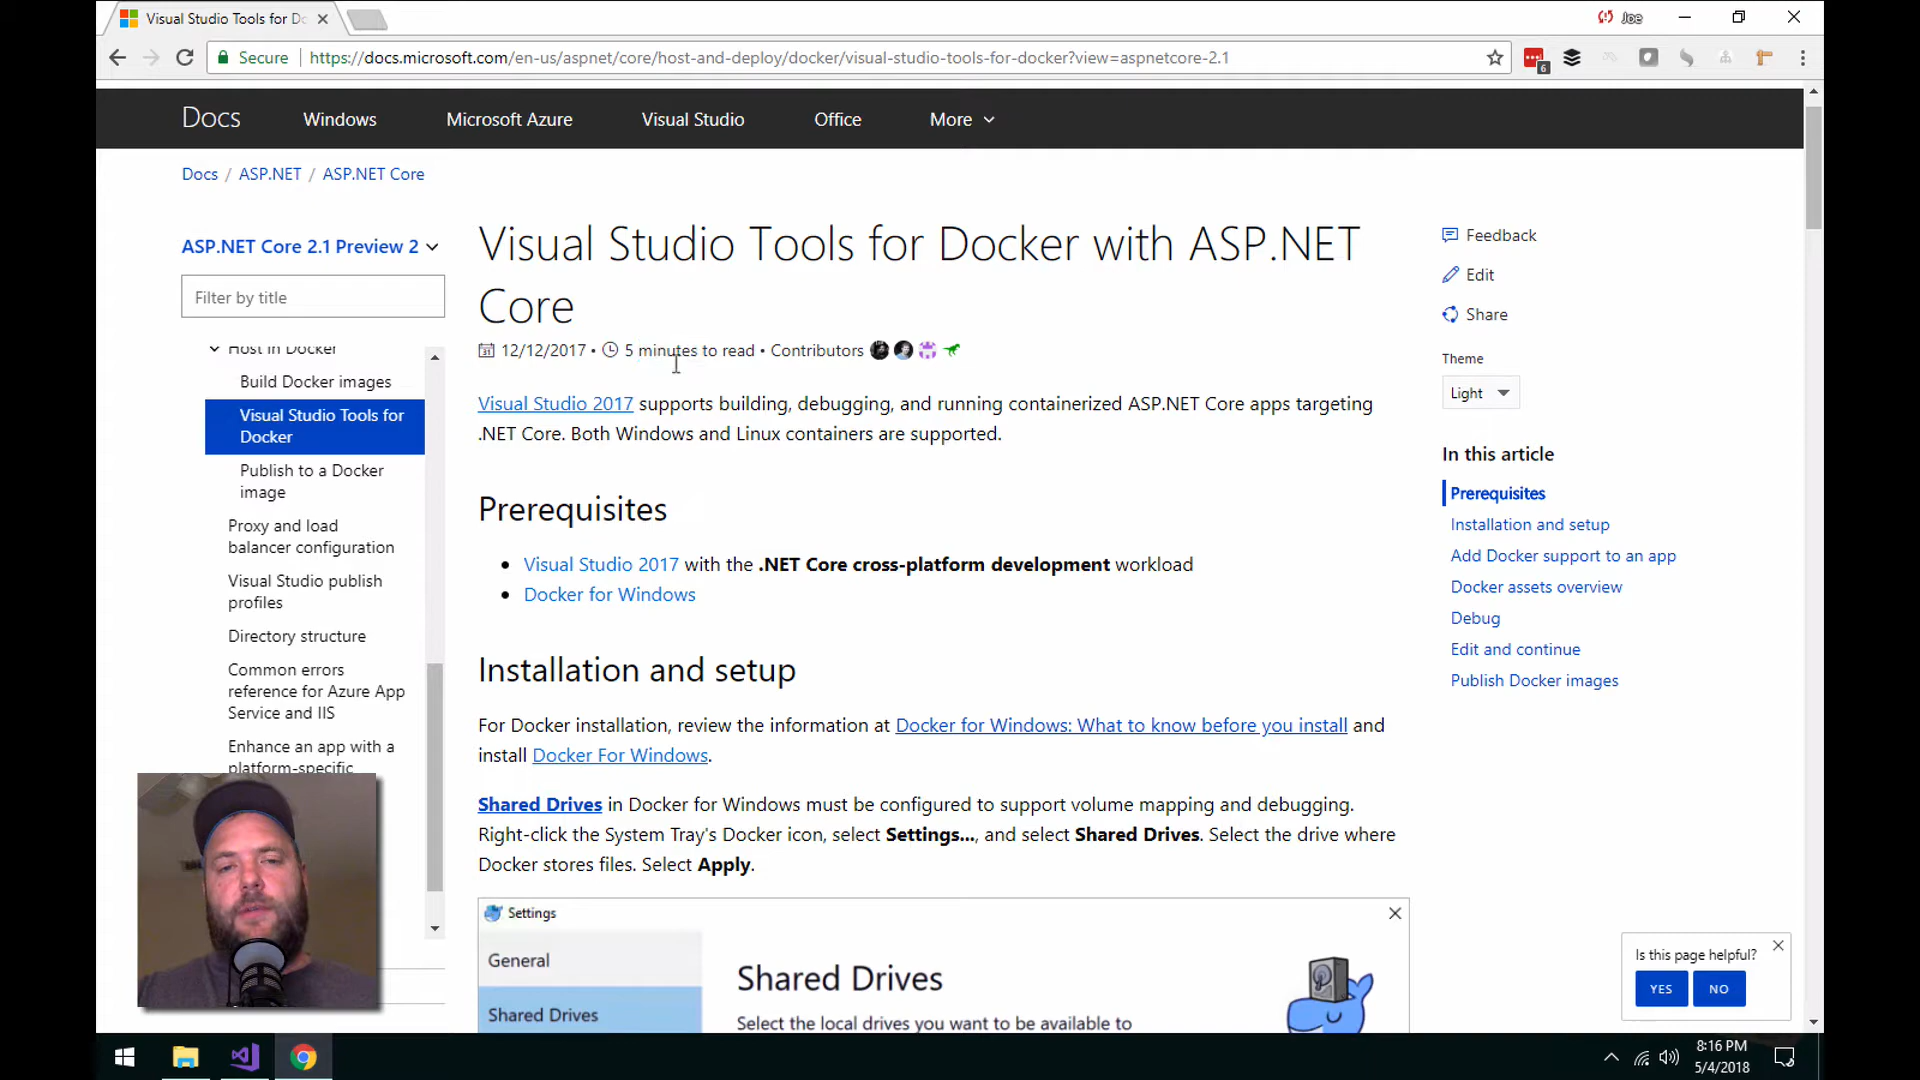 Visual Studio Tools for Do
Joe
Secure
https://docs.microsoft.com/en-us/aspnet/core/host-and-deploy/docker/visual-studio-tools-for-docker?view=aspnetcore-2.1
6
Docs
Windows
Microsoft Azure
Visual Studio
Office
More
Docs / ASP.NET / ASP.NET Core
ASP.NET Core 2.1 Preview 2
Filter by title
Host in Docker
Build Docker images
Visual Studio Tools for
Docker
Publish to a Docker
image
Proxy and load
balancer configuration
Visual Studio publish
profiles
Directory structure
Common errors
reference for Azure App
Service and IIS
Enhance an app with a
platform-specific
Visual Studio Tools for Docker with ASP.NET
Core
12/12/2017 • 5 minutes to read • Contributors
Visual Studio 2017 supports building, debugging, and running containerized ASP.NET Core apps targeting
.NET Core. Both Windows and Linux containers are supported.
Prerequisites
• Visual Studio 2017 with the .NET Core cross-platform development workload
• Docker for Windows
Installation and setup
For Docker installation, review the information at Docker for Windows: What to know before you install and
install Docker For Windows.
Shared Drives in Docker for Windows must be configured to support volume mapping and debugging.
Right-click the System Tray's Docker icon, select Settings..., and select Shared Drives. Select the drive where
Docker stores files. Select Apply.
Settings
General
Shared Drives
Shared Drives
Select the local drives you want to be available to
Feedback
Edit
Share
Theme
Light
In this article
Prerequisites
Installation and setup
Add Docker support to an app
Docker assets overview
Debug
Edit and continue
Publish Docker images
Is this page helpful?
YES
NO
8:16 PM
5/4/2018